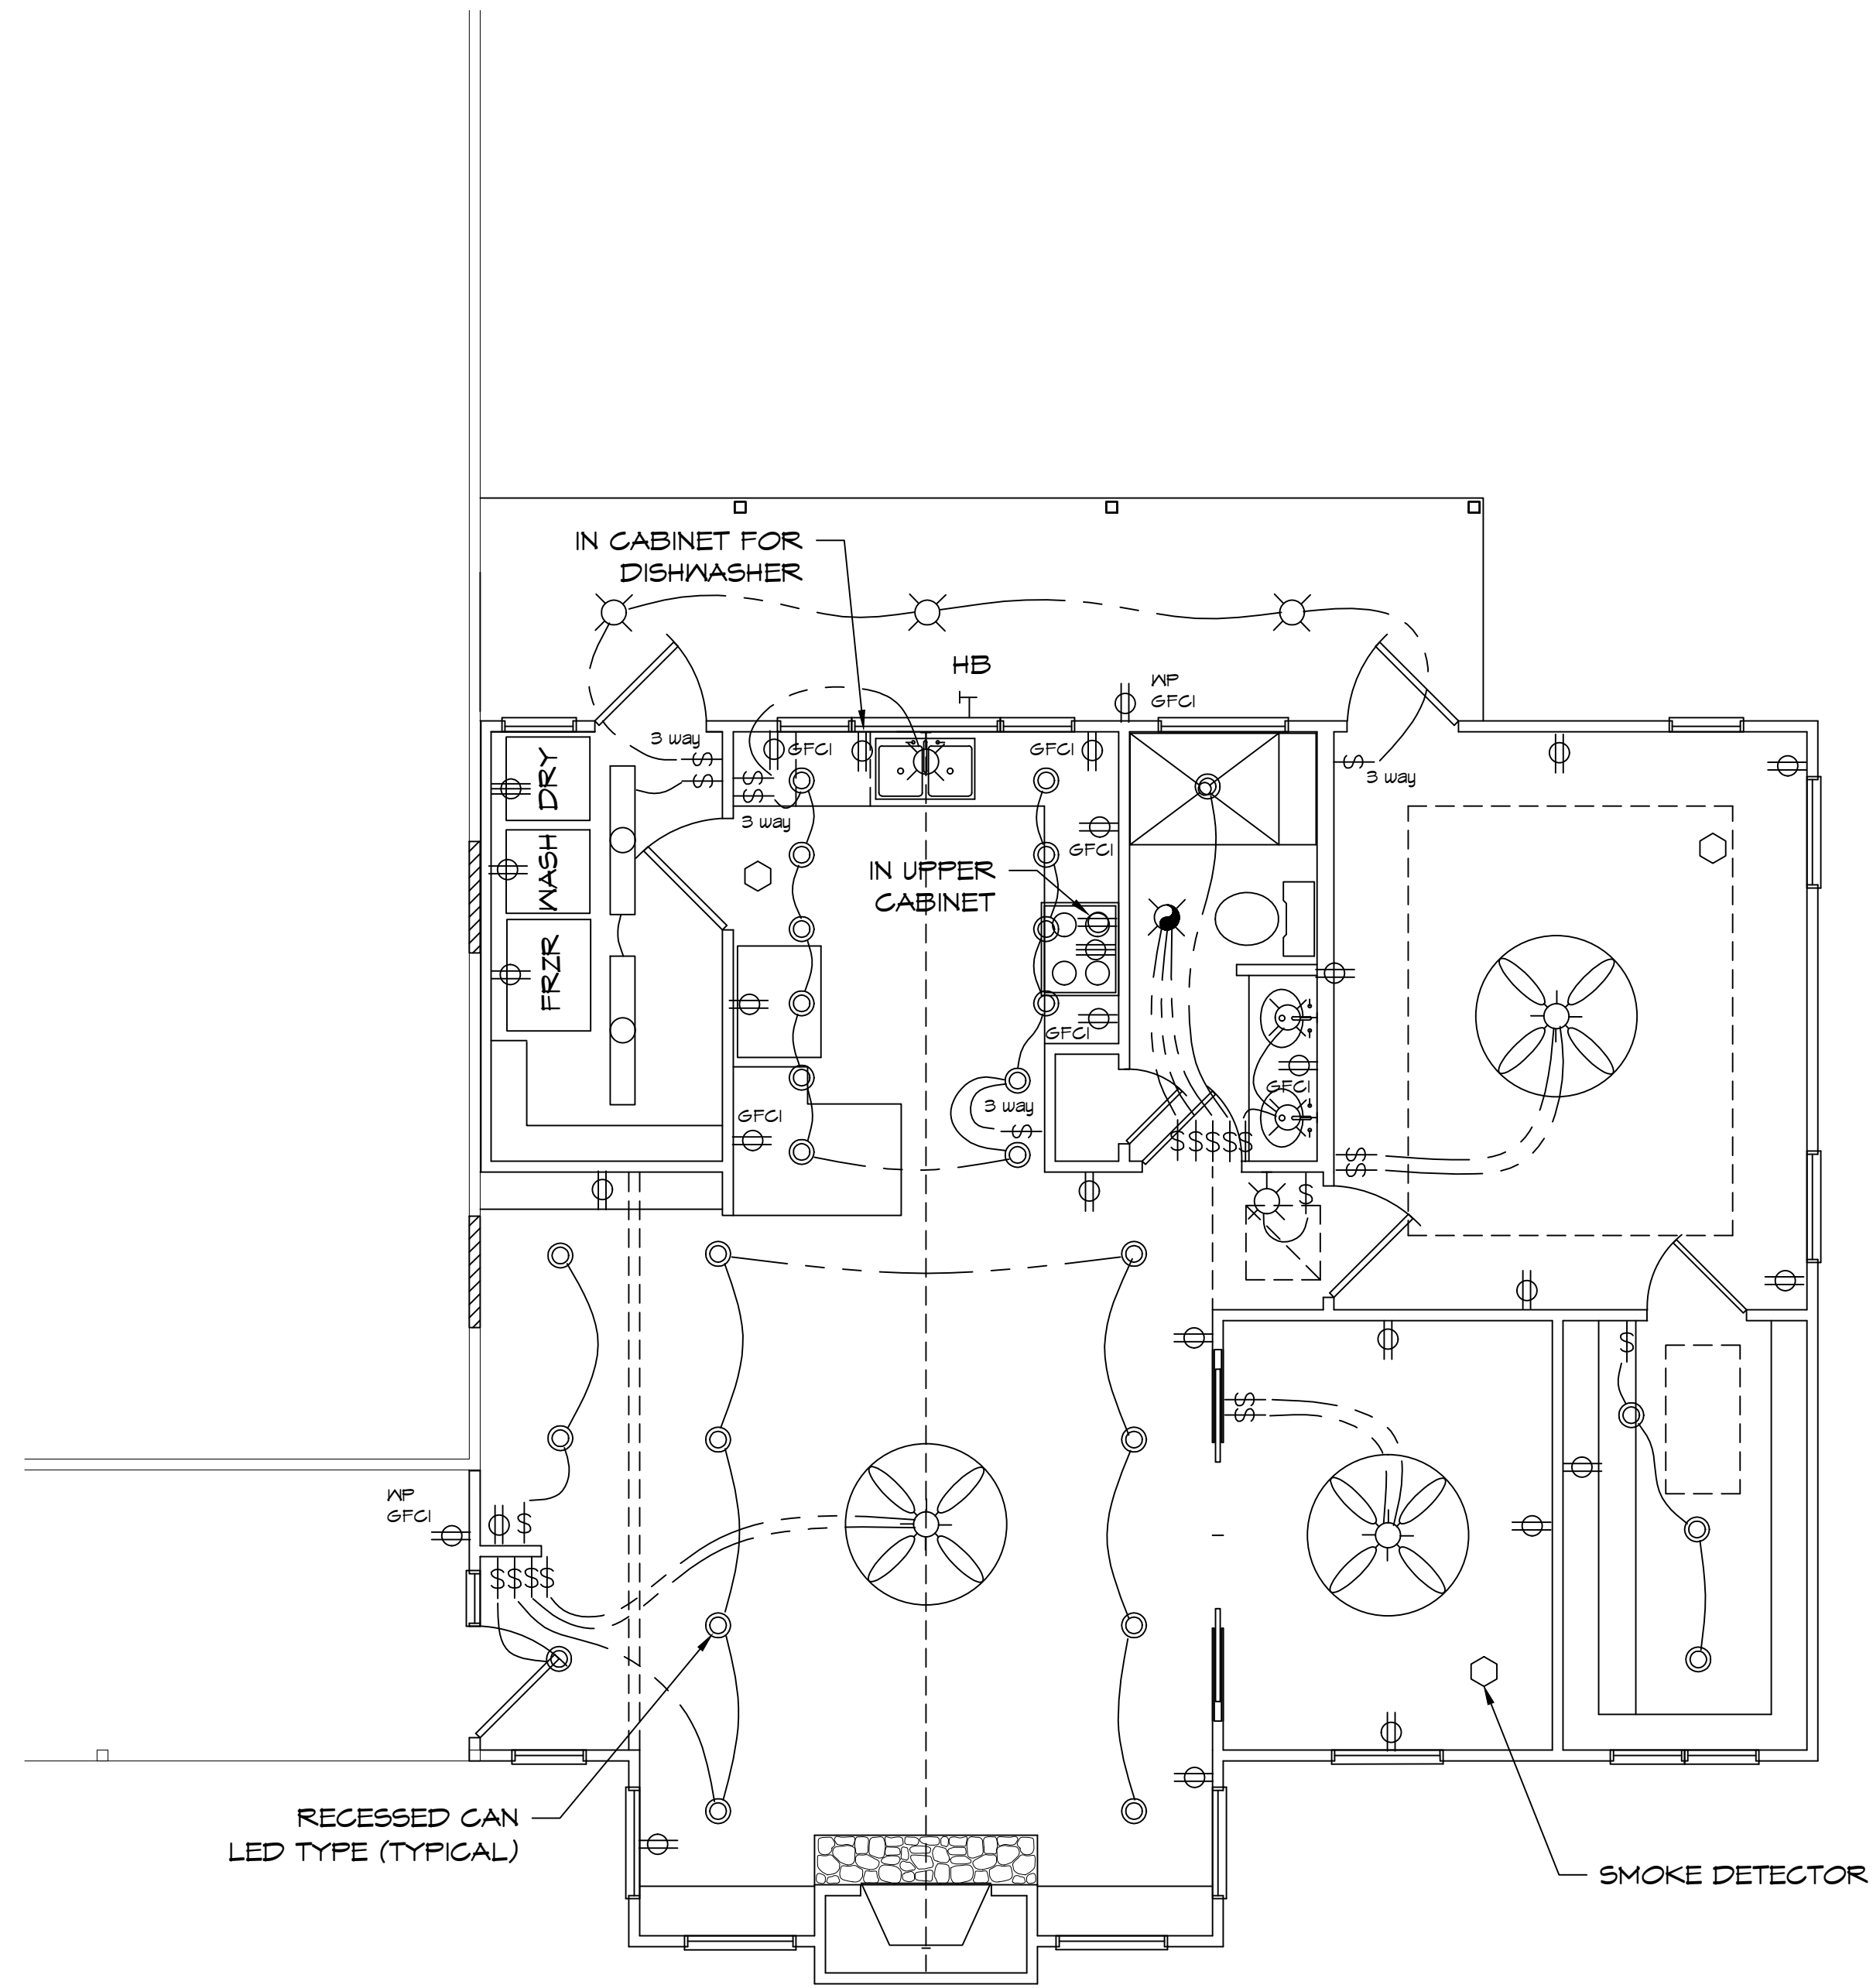 IN CABINET FOR
DISHWASHER
HB
WP
GFCI
3 way
GFCI
GFCI
3 way
DRY
3 way
GFCI
WASH
IN UPPER
CABINET
FRZR
GFCI
GFCI
3 way
GFCI
$ $ $ $ $
$
$
WP
GFCI
$
$ $ $ $
RECESSED CAN
LED TYPE (TYPICAL)
SMOKE DETECTOR